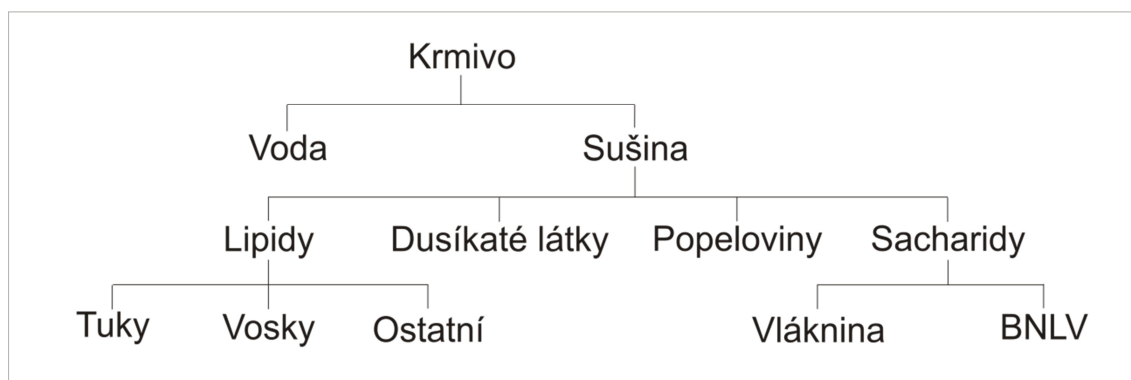 Krmivo
Voda Sušina
Lipidy Dusíkaté látky Popeloviny Sacharidy
Tuky Vosky Ostatní Vláknina BNLV